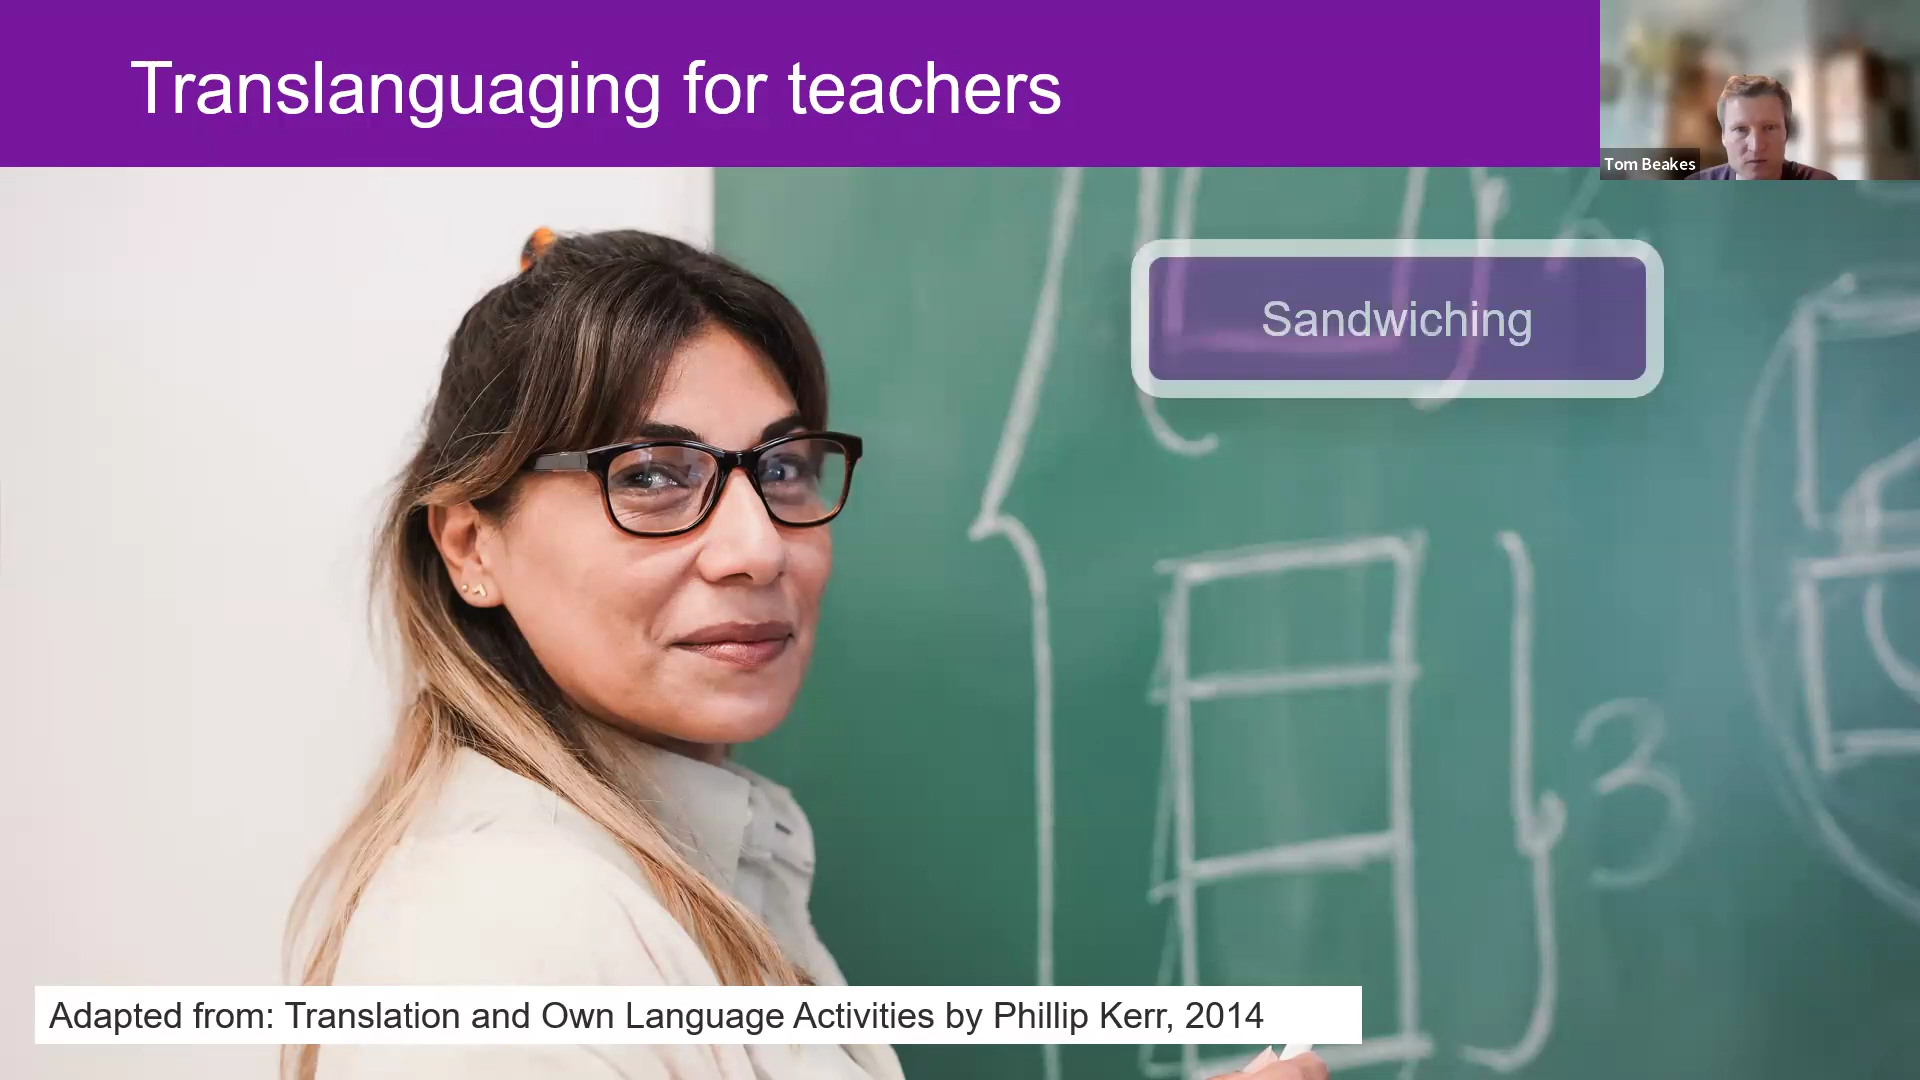 Translanguaging for teachers
Tom Beakes
Sandwiching
3
Adapted from: Translation and Own Language Activities by Phillip Kerr, 2014